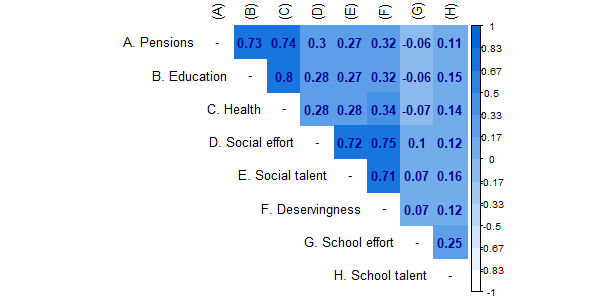 (A) (B) (C) (D) (E) (F) (G) (H)
A. Pensions - 0.73 0.74 0.3 0.27 0.32 -0.06 0.11
B. Education - 0.8 0.28 0.27 0.32 -0.06 0.15
C. Health - 0.28 0.28 0.34 -0.07 0.14
D. Social effort - 0.72 0.75 0.1 0.12
E. Social talent - 0.71 0.07 0.16
F. Deservingness - 0.07 0.12
G. School effort - 0.25
H. School talent -
1
0.83
0.67
0.5
0.33
0.17
0
-0.17
-0.33
-0.5
-0.67
-0.83
-1